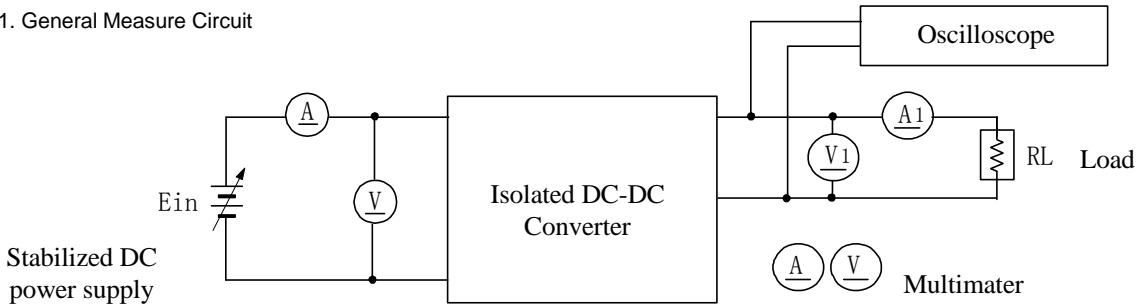 1. General Measure Circuit
Oscilloscope
A
A1
V
V1
RL
Load
Ein
Isolated DC-DC
Converter
Stabilized DC
power supply
A
V
Multimater